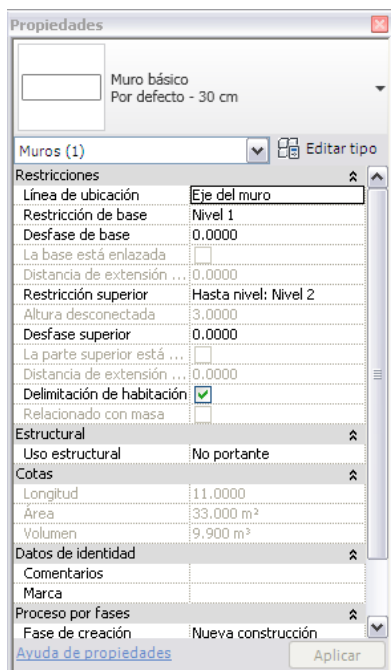 Propiedades
Muro básico
Por defecto - 30 cm
Muros (1) Editar tipo
Restricciones
Línea de ubicación Eje del muro
Restricción de base Nivel 1
Desfase de base 0.0000
La base está enlazada
Distancia de extensión ... 0.0000
Restricción superior Hasta nivel: Nivel 2
Altura desconectada 3.0000
Desfase superior 0.0000
La parte superior está ...
Distancia de extensión ... 0.0000
Delimitación de habitación
Relacionado con masa
Estructural
Uso estructural No portante
Cotas
Longitud 11.0000
Área 33.000 m²
Volumen 9.900 m³
Datos de identidad
Comentarios
Marca
Proceso por fases
Fase de creación Nueva construcción
Ayuda de propiedades Aplicar